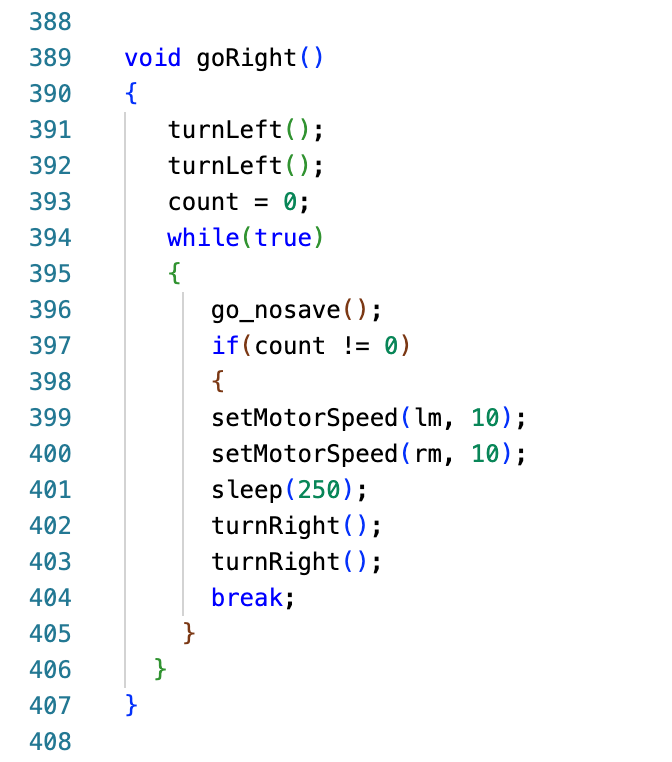 388
389 void goRight()
390 {
391 turnLeft();
392 turnLeft();
393 count = 0;
394 while(true)
395 {
396 go_nosave();
397 if(count != 0)
398 {
399 setMotorSpeed(lm, 10);
400 setMotorSpeed(rm, 10);
401 sleep(250);
402 turnRight();
403 turnRight();
404 break;
405 }
406 }
407 }
408